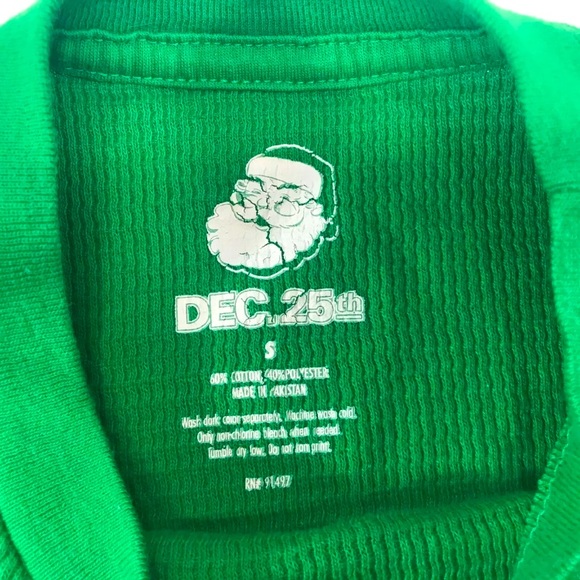 DEC. 25th
S
60% COTTON, 40% POLYESTER
MADE IN PAKISTAN
Wash dark colors separately. Machine wash cold.
Only non-chlorine bleach when needed.
Tumble dry low. Do not iron print.
RN# 91492